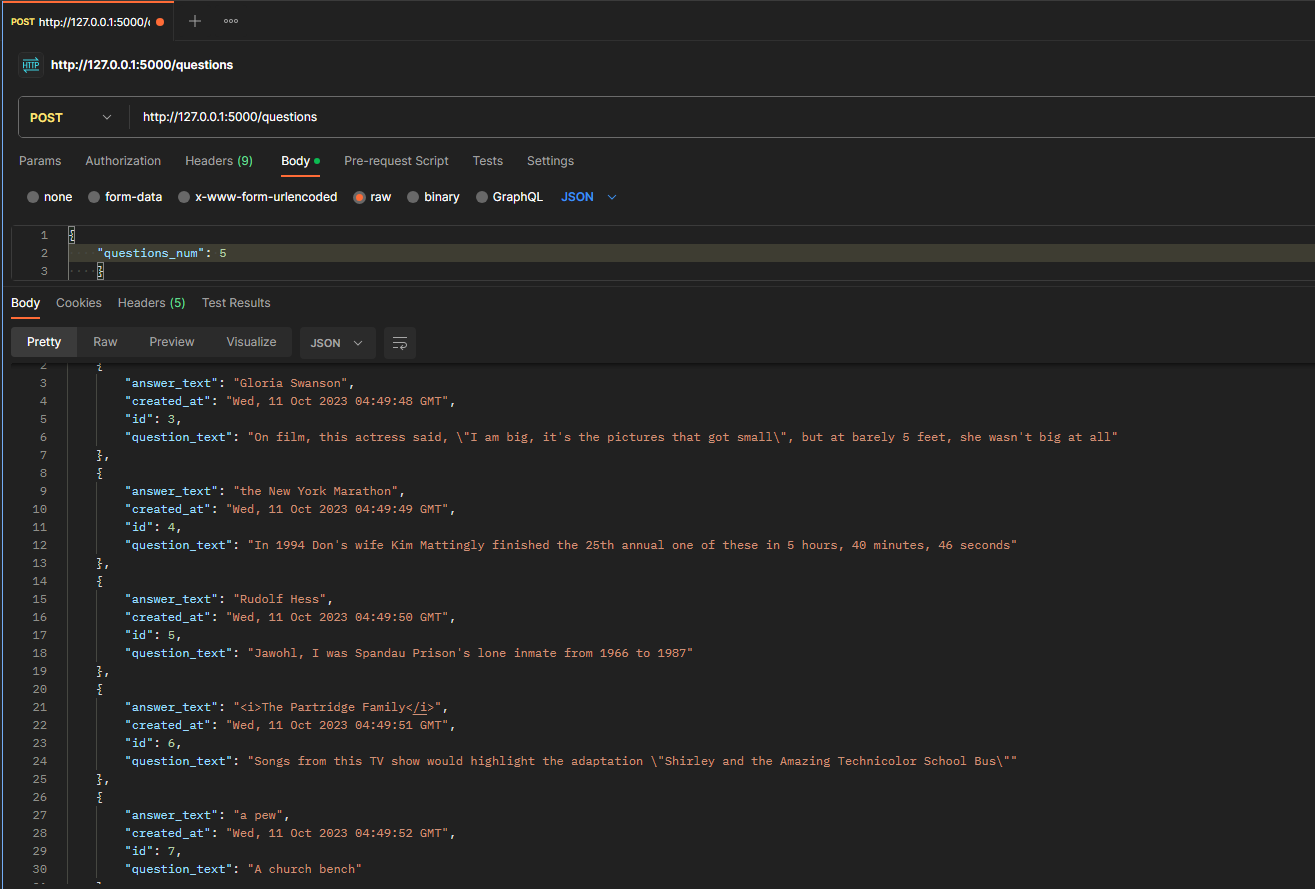 POST http://127.0.0.1:5000/
http://127.0.0.1:5000/questions
POST http://127.0.0.1:5000/questions
Params Authorization Headers (9) Body Pre-request Script Tests Settings
none form-data x-www-form-urlencoded raw binary GraphQL JSON
1 {
2 "questions_num": 5
3 }
Body Cookies Headers (5) Test Results
Pretty Raw Preview Visualize JSON
2 {
3 "answer_text": "Gloria Swanson",
4 "created_at": "Wed, 11 Oct 2023 04:49:48 GMT",
5 "id": 3,
6 "question_text": "On film, this actress said, \"I am big, it's the pictures that got small\", but at barely 5 feet, she wasn't big at all"
7 },
8 {
9 "answer_text": "the New York Marathon",
10 "created_at": "Wed, 11 Oct 2023 04:49:49 GMT",
11 "id": 4,
12 "question_text": "In 1994 Don's wife Kim Mattingly finished the 25th annual one of these in 5 hours, 40 minutes, 46 seconds"
13 },
14 {
15 "answer_text": "Rudolf Hess",
16 "created_at": "Wed, 11 Oct 2023 04:49:50 GMT",
17 "id": 5,
18 "question_text": "Jawohl, I was Spandau Prison's lone inmate from 1966 to 1987"
19 },
20 {
21 "answer_text": "<i>The Partridge Family</i>",
22 "created_at": "Wed, 11 Oct 2023 04:49:51 GMT",
23 "id": 6,
24 "question_text": "Songs from this TV show would highlight the adaptation \"Shirley and the Amazing Technicolor School Bus\""
25 },
26 {
27 "answer_text": "a pew",
28 "created_at": "Wed, 11 Oct 2023 04:49:52 GMT",
29 "id": 7,
30 "question_text": "A church bench"